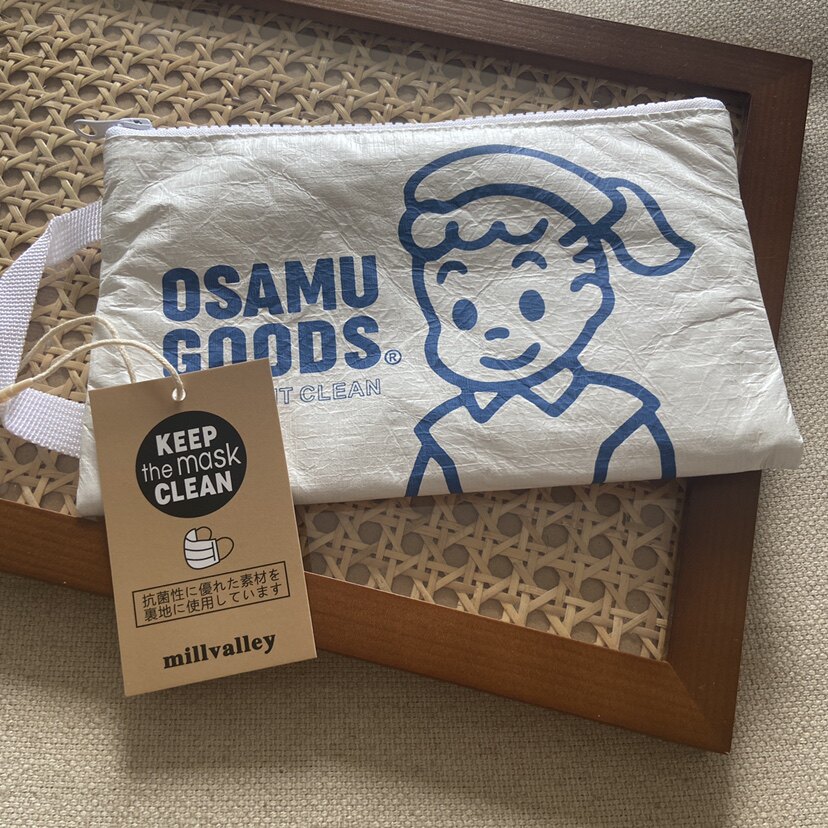 OSAMU
GOODS®
IT CLEAN
KEEP
the mask
CLEAN
抗菌性に優れた素材を
裏地に使用しています
millvalley